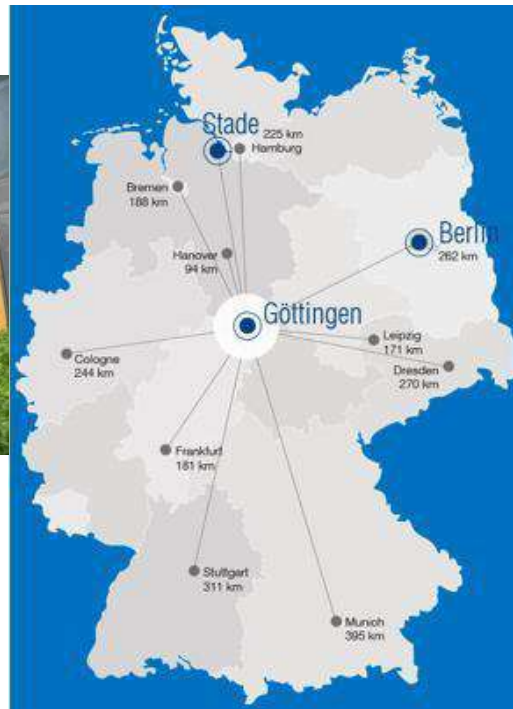 Stade
225 km
Hamburg
Bremen
188 km
Berlin
262 km
Hanover
94 km
Göttingen
Leipzig
171 km
Cologne
244 km
Dresden
270 km
Frankfurt
181 km
Stuttgart
311 km
Munich
395 km